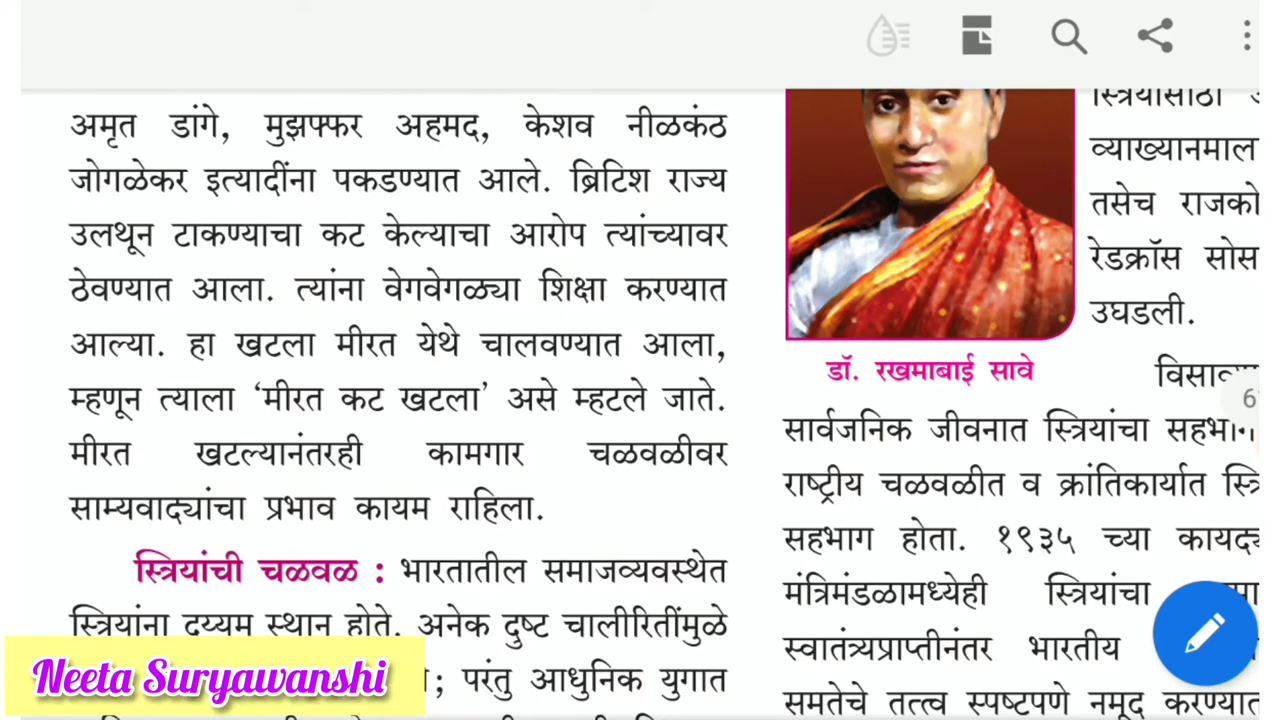 अमृत डांगे, मुझफ्फर अहमद, केशव नीळकंठ
जोगळेकर इत्यादींना पकडण्यात आले. ब्रिटिश राज्य
उलथून टाकण्याचा कट केल्याचा आरोप त्यांच्यावर
ठेवण्यात आला. त्यांना वेगवेगळ्या शिक्षा करण्यात
आल्या. हा खटला मीरत येथे चालवण्यात आला,
म्हणून त्याला ‘मीरत कट खटला’ असे म्हटले जाते.
मीरत खटल्यानंतरही कामगार चळवळीवर
साम्यवाद्यांचा प्रभाव कायम राहिला.
स्त्रियांची चळवळ : भारतातील समाजव्यवस्थेत
स्त्रियांना दुय्यम स्थान होते. अनेक दुष्ट चालीरितींमुळे
; परंतु आधुनिक युगात
Neeta Suryawanshi
डॉ. रखमाबाई सावे
स्त्रियांसाठी
व्याख्यानमाल
तसेच राजको
रेडक्रॉस सोस
उघडली.
सार्वजनिक जीवनात स्त्रियांचा सहभाग
राष्ट्रीय चळवळीत व क्रांतिकार्यात स्त्रि
सहभाग होता. १९३५ च्या कायद्य
मंत्रिमंडळामध्येही स्त्रियांचा
स्वातंत्र्यप्राप्तीनंतर भारतीय
समतेचे तत्त्व स्पष्टपणे नमूद करण्यात